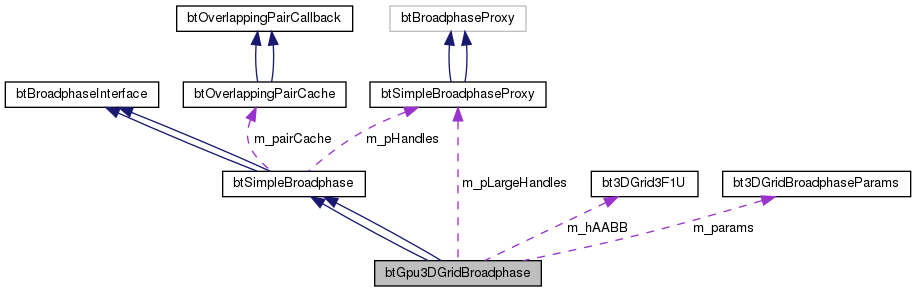 btOverlappingPairCallback
btBroadphaseProxy
btBroadphaseInterface
btOverlappingPairCache
btSimpleBroadphaseProxy
m_pairCache
m_pHandles
btSimpleBroadphase
m_pLargeHandles
bt3DGrid3F1U
bt3DGridBroadphaseParams
m_hAABB
m_params
btGpu3DGridBroadphase